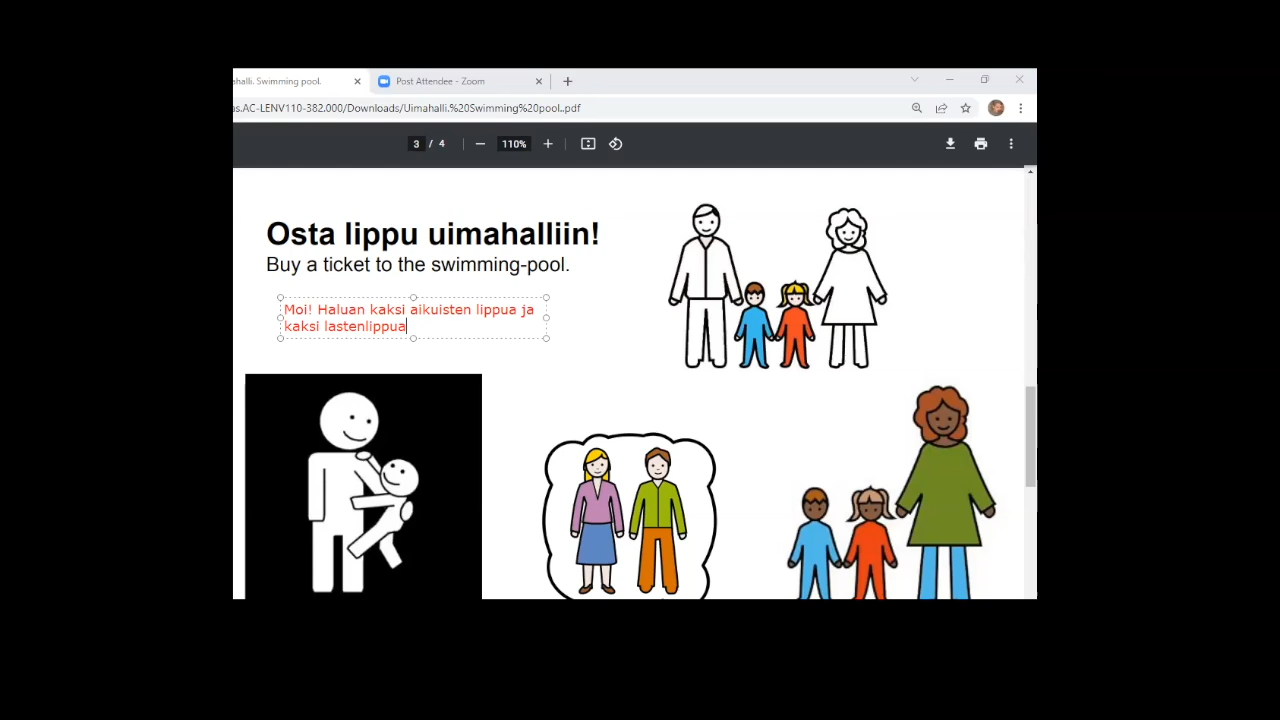 ahalli. Swimming pool.
Post Attendee - Zoom
as.AC-LENV110-382.000/Downloads/Uimahalli.%20Swimming%20pool..pdf
3 / 4
110%
Osta lippu uimahalliin!
Buy a ticket to the swimming-pool.
Moi! Haluan kaksi aikuisten lippua ja
kaksi lastenlippua